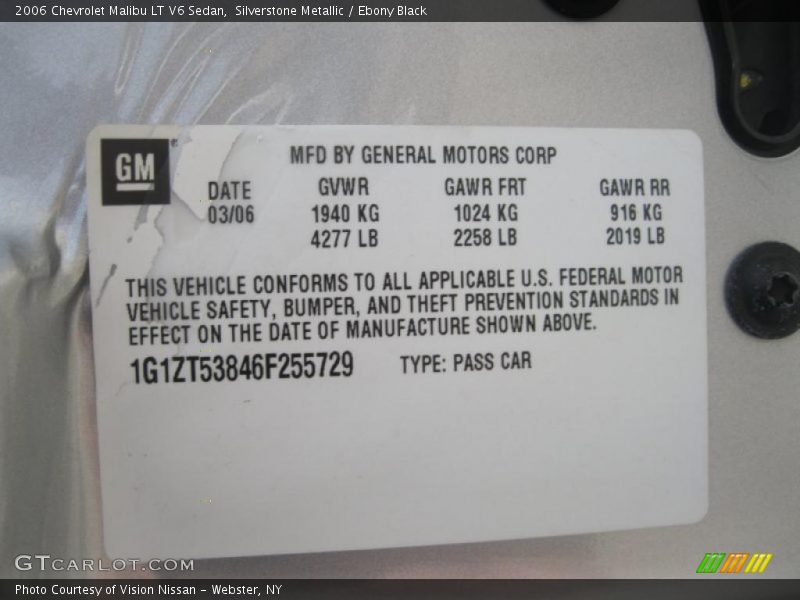 2006 Chevrolet Malibu LT V6 Sedan, Silverstone Metallic / Ebony Black
GM
MFD BY GENERAL MOTORS CORP
DATE GVWR GAWR FRT GAWR RR
03/06 1940 KG 1024 KG 916 KG
4277 LB 2258 LB 2019 LB
THIS VEHICLE CONFORMS TO ALL APPLICABLE U.S. FEDERAL MOTOR
VEHICLE SAFETY, BUMPER, AND THEFT PREVENTION STANDARDS IN
EFFECT ON THE DATE OF MANUFACTURE SHOWN ABOVE.
1G1ZT53846F255729 TYPE: PASS CAR
GTCARLOT.COM
Photo Courtesy of Vision Nissan - Webster, NY